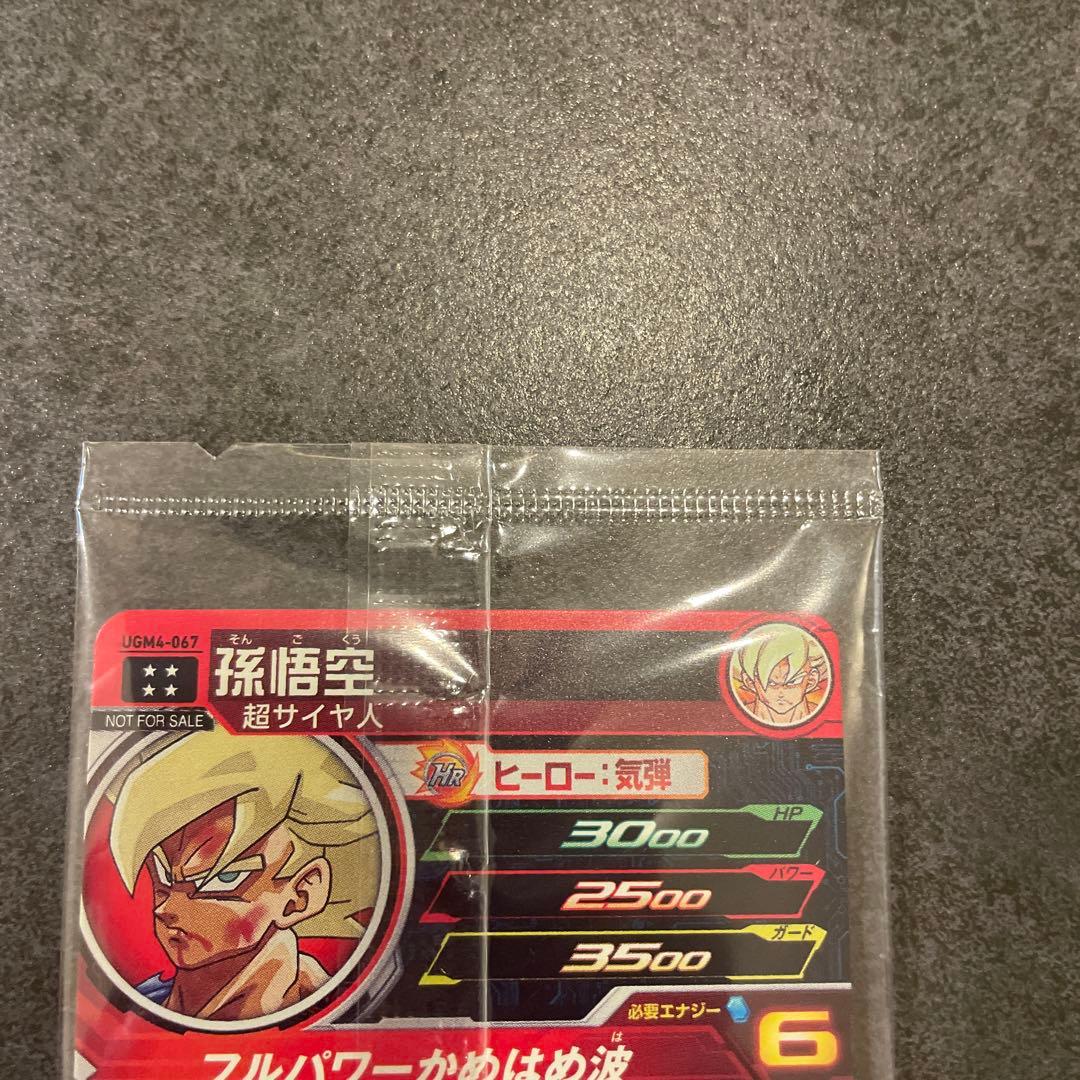 UGM4-067
そん ご くう
孫悟空
超サイヤ人
NOT FOR SALE
HR
ヒーロー:気弾
HP
3000
パワー
2500
ガード
3500
必要エナジー
6
は
フルパワーかめはめ波